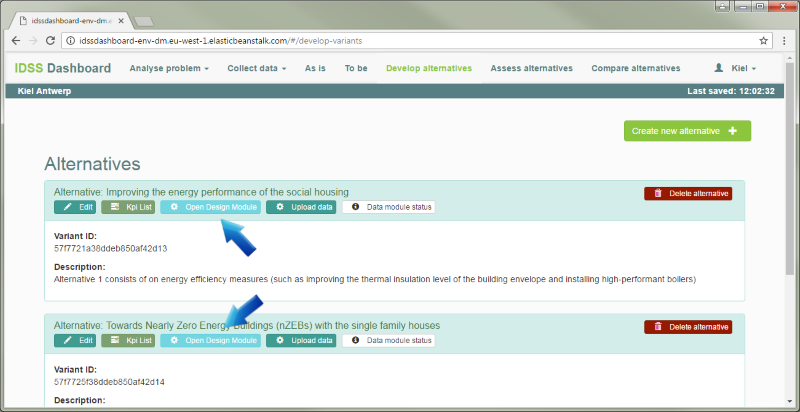 idssdashboard-env-dm.e
idssdashboard-env-dm.eu-west-1.elasticbeanstalk.com/#/develop-variants
IDSS Dashboard Analyse problem Collect data As is To be Develop alternatives Assess alternatives Compare alternatives Kiel
Kiel Antwerp Last saved: 12:02:32
Create new alternative
Alternatives
Alternative: Improving the energy performance of the social housing
Delete alternative
Edit Kpi List Open Design Module Upload data Data module status
Variant ID:
57f7721a38ddeb850af42d13
Description:
Alternative 1 consists of on energy efficiency measures (such as improving the thermal insulation level of the building envelope and installing high-performant boilers)
Alternative: Towards Nearly Zero Energy Buildings (nZEBs) with the single family houses
Delete alternative
Edit Kpi List Open Design Module Upload data Data module status
Variant ID:
57f7725f38ddeb850af42d14
Description: